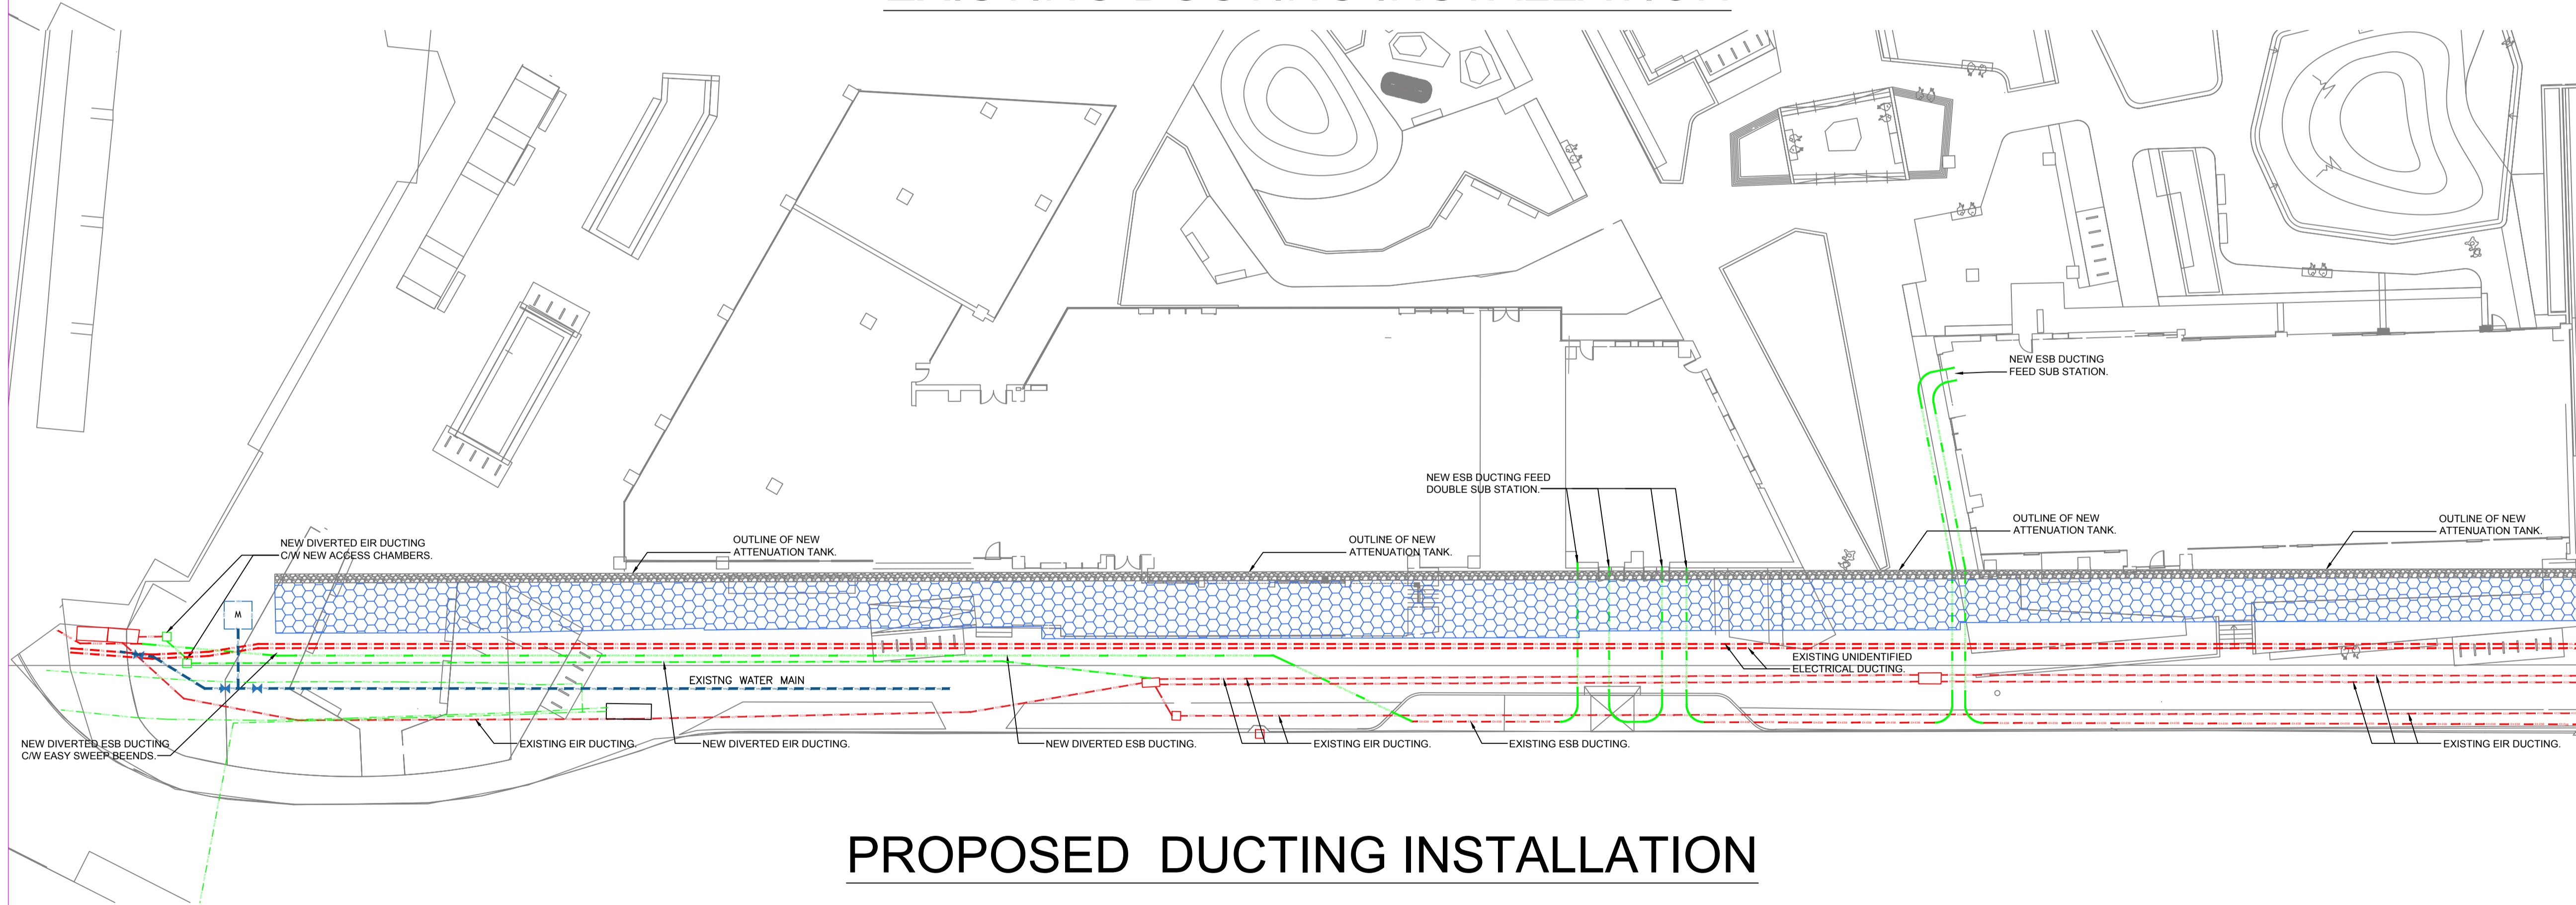 NEW ESB DUCTING
FEED SUB STATION.
NEW ESB DUCTING FEED
DOUBLE SUB STATION.
NEW DIVERTED EIR DUCTING
C/W NEW ACCESS CHAMBERS.
OUTLINE OF NEW
ATTENUATION TANK.
OUTLINE OF NEW
ATTENUATION TANK.
OUTLINE OF NEW
ATTENUATION TANK.
OUTLINE OF NEW
ATTENUATION TANK.
M
EXISTING UNIDENTIFIED
ELECTRICAL DUCTING.
EXISTNG WATER MAIN
NEW DIVERTED ESB DUCTING
C/W EASY SWEEP BEENDS.
EXISTING EIR DUCTING.
NEW DIVERTED EIR DUCTING.
NEW DIVERTED ESB DUCTING.
EXISTING EIR DUCTING.
EXISTING ESB DUCTING.
EXISTING EIR DUCTING.
PROPOSED DUCTING INSTALLATION